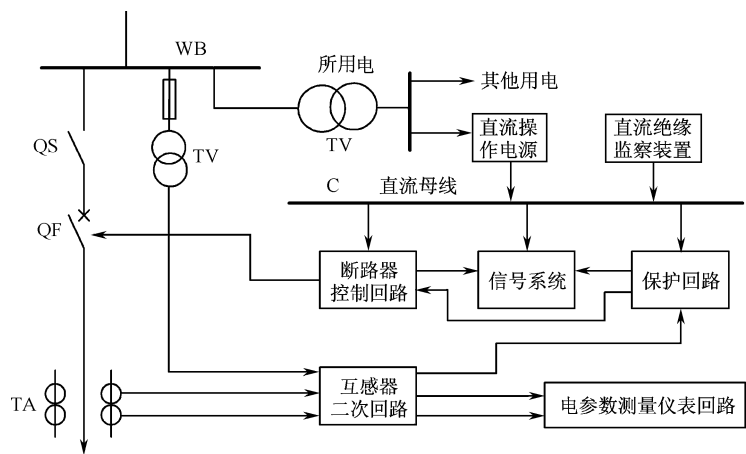 WB
所用电
其他用电
TV
直流操
作电源
直流绝缘
监察装置
QS
TV
C
直流母线
QF
断路器
控制回路
信号系统
保护回路
TA
互感器
二次回路
电参数测量仪表回路